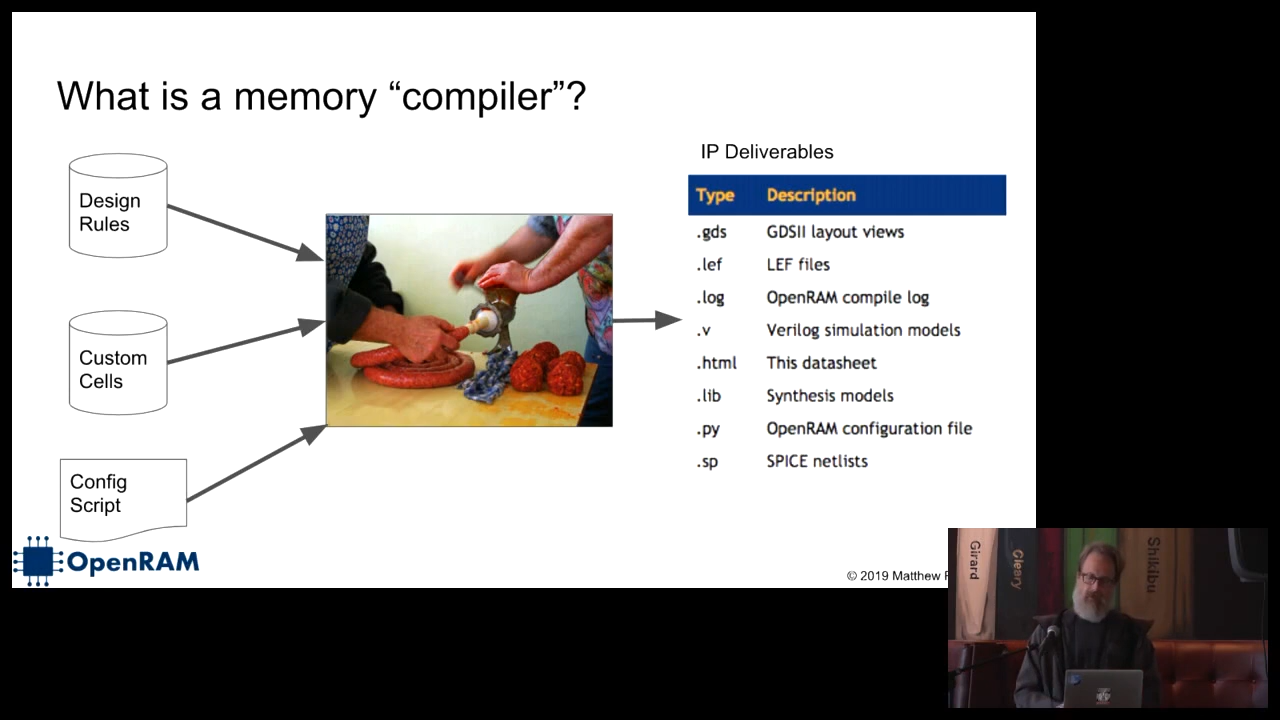 What is a memory “compiler”?
IP Deliverables
Design
Rules
Custom
Cells
Config
Script
Type Description
.gds GDSII layout views
.lef LEF files
.log OpenRAM compile log
.v Verilog simulation models
.html This datasheet
.lib Synthesis models
.py OpenRAM configuration file
.sp SPICE netlists
OpenRAM
© 2019 Matthew
Girard
Cleary
Shikibu